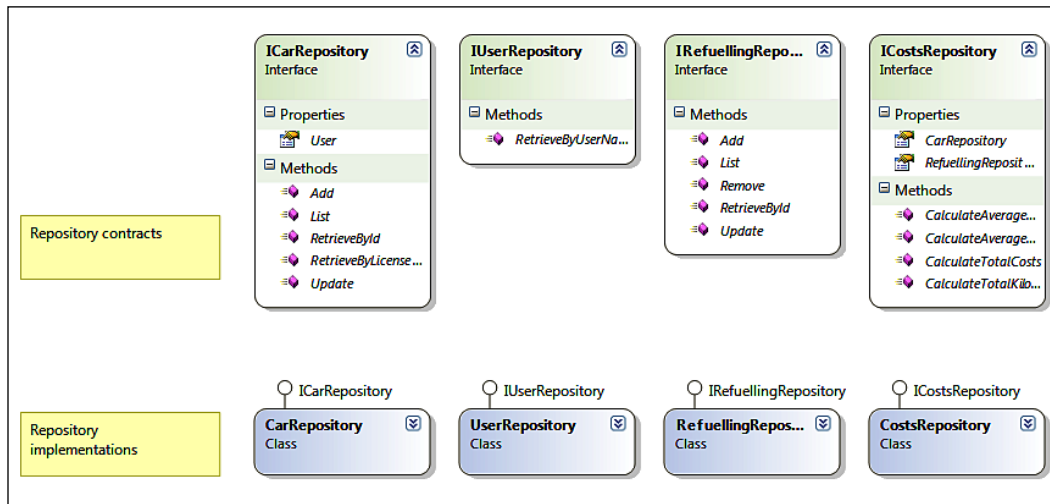 ICarRepository
Interface
Properties
User
Methods
Add
List
RetrieveById
RetrieveByLicense...
Update
IUserRepository
Interface
Methods
RetrieveByUserNa...
IRefuellingRepo...
Interface
Methods
Add
List
Remove
RetrieveById
Update
ICostsRepository
Interface
Properties
CarRepository
RefuellingReposit...
Methods
CalculateAverage...
CalculateAverage...
CalculateTotalCosts
CalculateTotalKilo...
Repository contracts
ICarRepository
CarRepository
Class
IUserRepository
UserRepository
Class
IRefuellingRepository
RefuellingRepos...
Class
ICostsRepository
CostsRepository
Class
Repository
implementations